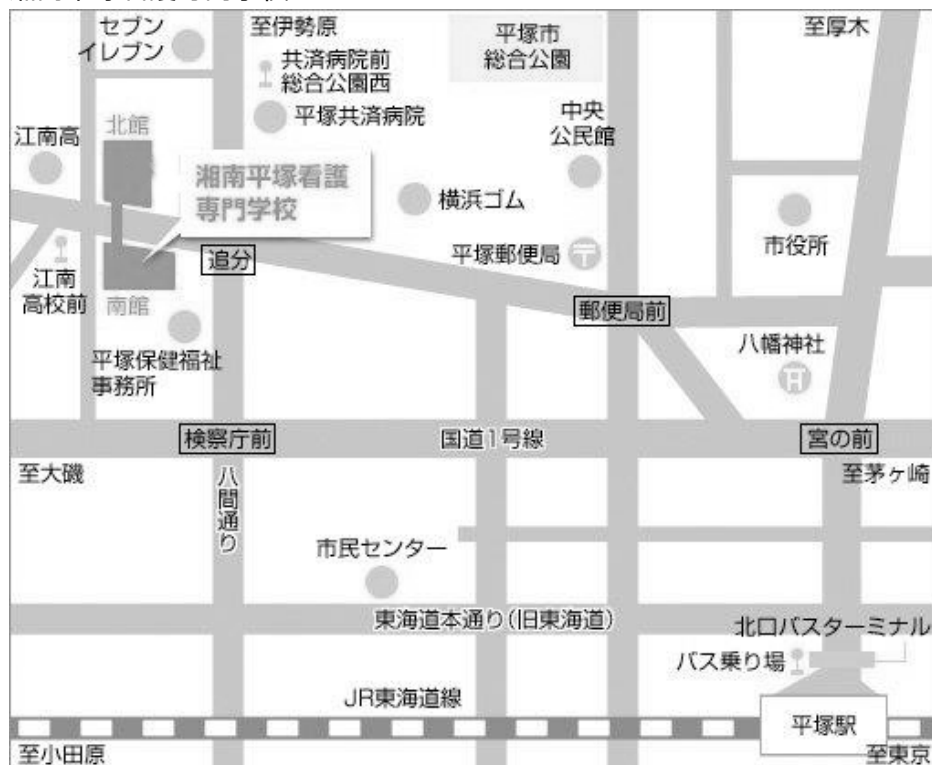 セブン
イレブン
至伊勢原
平塚市
総合公園
至厚木
共済病院前
総合公園西
平塚共済病院
中央
公民館
江南高
北館
湘南平塚看護
専門学校
横浜ゴム
市役所
追分
平塚郵便局
江南
高校前
南館
郵便局前
平塚保健福祉
事務所
八幡神社
検察庁前
国道1号線
宮の前
至大磯
至茅ヶ崎
八間通り
市民センター
東海道本通り(旧東海道)
北口バスターミナル
バス乗り場
JR東海道線
平塚駅
至小田原
至東京